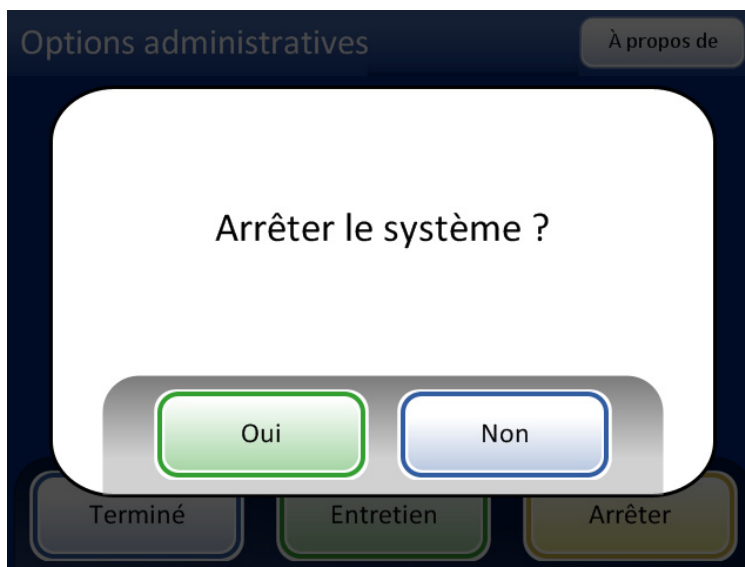 Options administratives
À propos de
Arrêter le système ?
Oui
Non
Terminé
Entretien
Arrêter